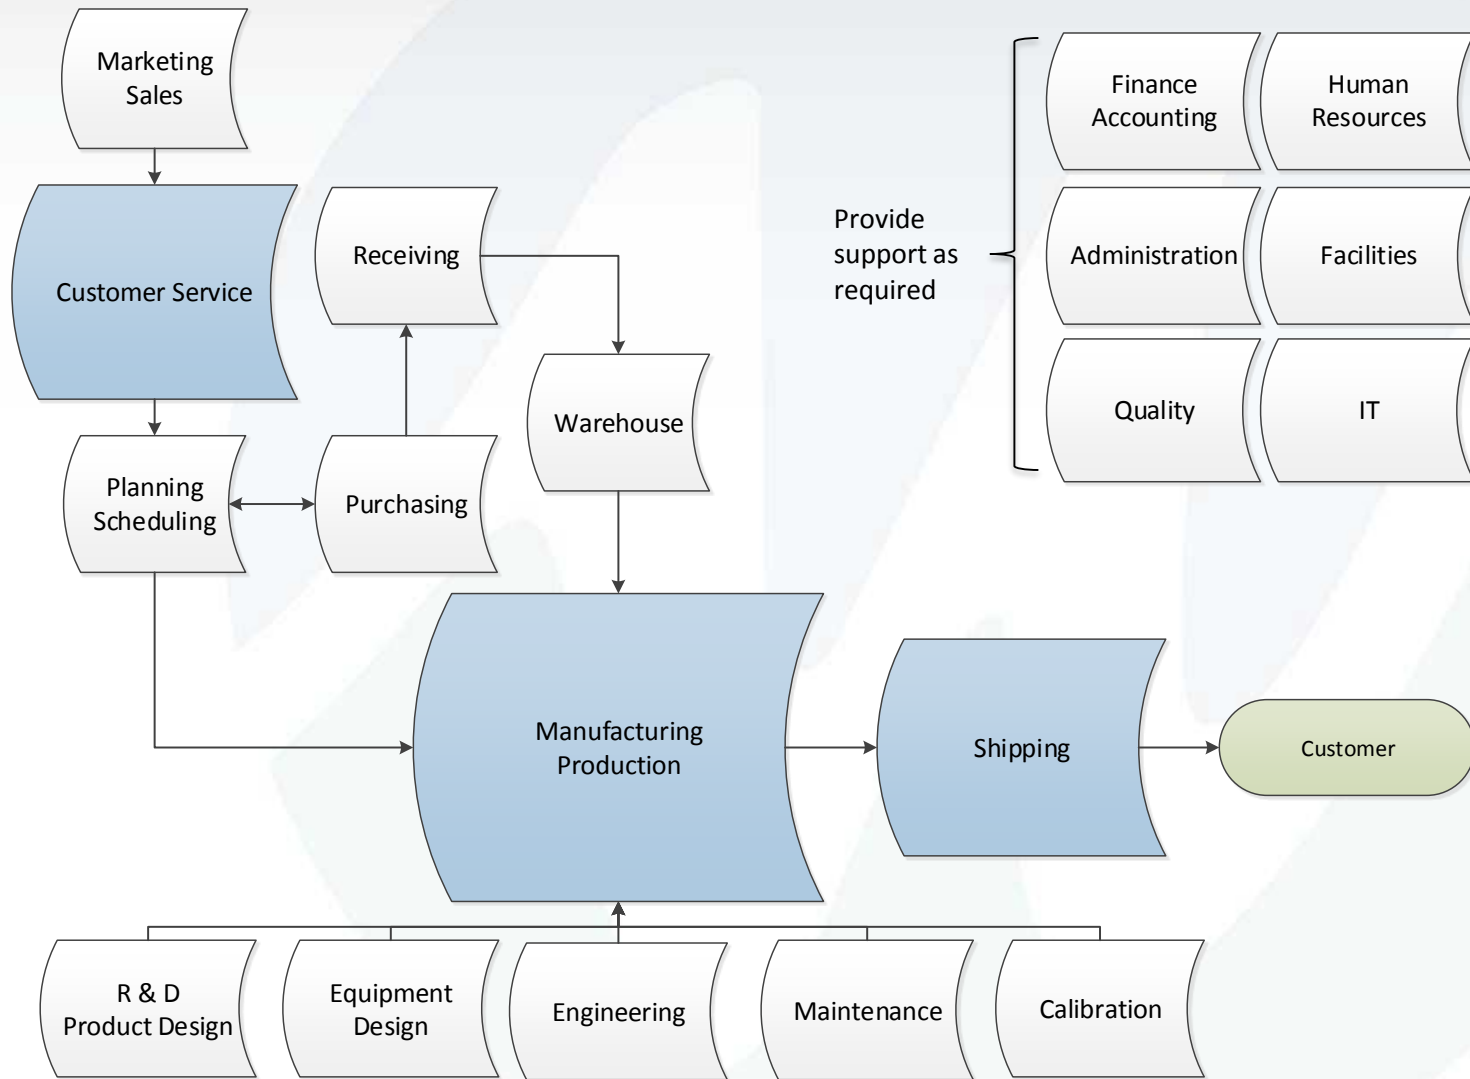 Marketing
Sales
Customer Service
Planning
Scheduling
Receiving
Purchasing
Warehouse
Provide
support as
required
Finance
Accounting
Human
Resources
Administration
Facilities
Quality
IT
Manufacturing
Production
Shipping
Customer
R & D
Product Design
Equipment
Design
Engineering
Maintenance
Calibration